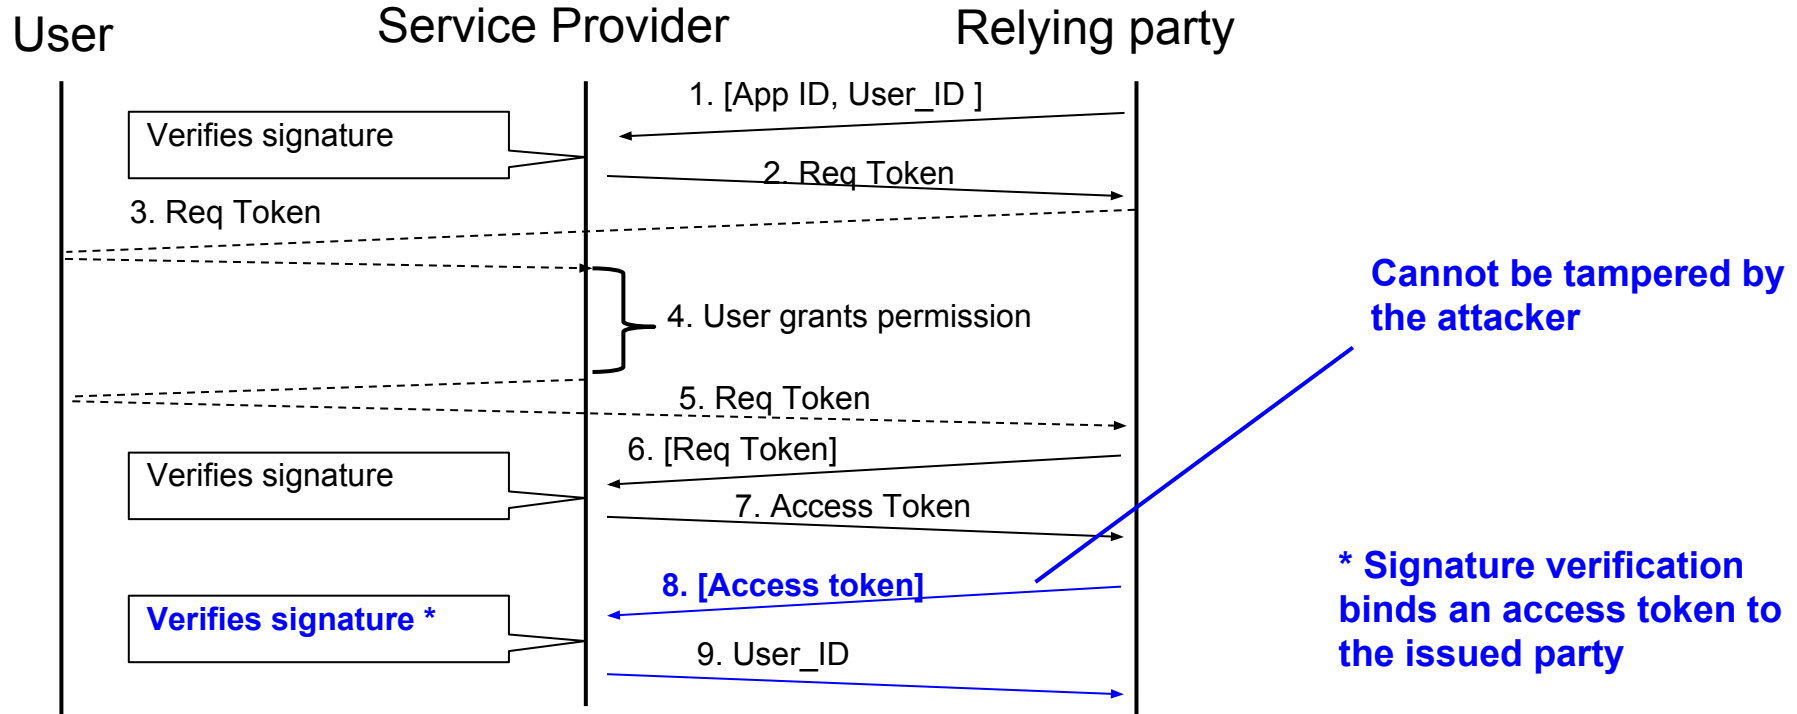 User
Service Provider
Relying party
1. [App ID, User_ID ]
Verifies signature
2. Req Token
3. Req Token
Cannot be tampered by
the attacker
4. User grants permission
5. Req Token
6. [Req Token]
Verifies signature
7. Access Token
8. [Access token]
* Signature verification
binds an access token to
the issued party
Verifies signature *
9. User_ID